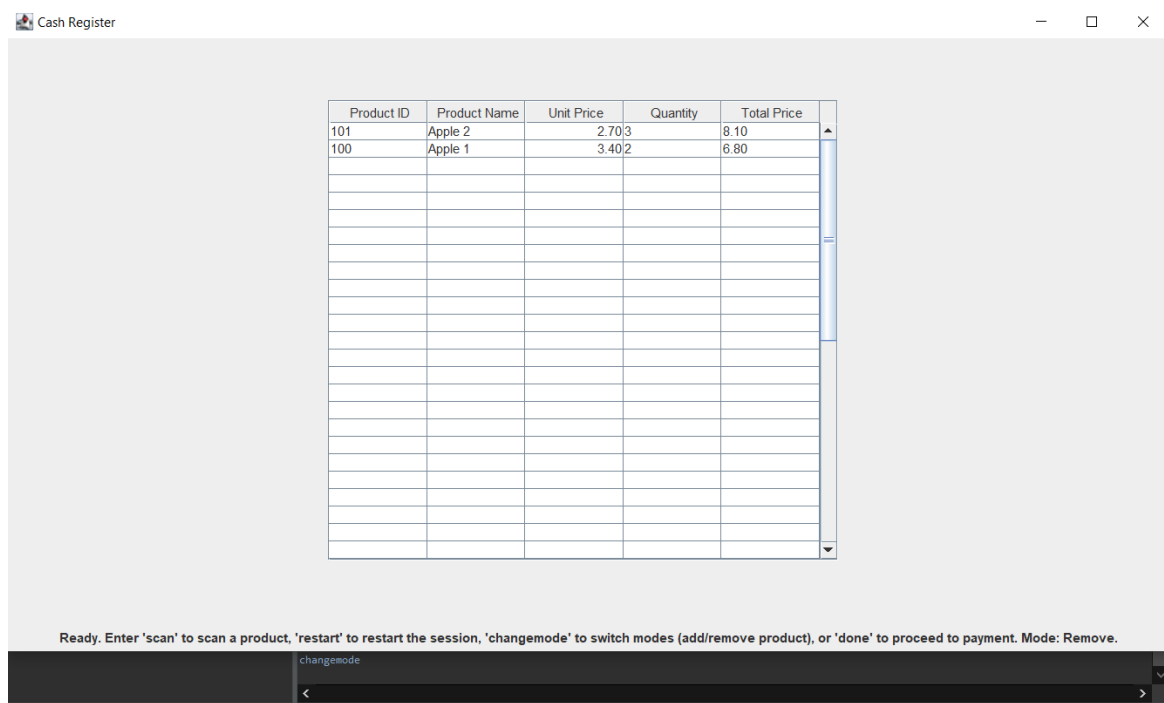 Cash Register
Product ID Product Name Unit Price Quantity Total Price
101 Apple 2 2.70 3 8.10
100 Apple 1 3.40 2 6.80
Ready. Enter 'scan' to scan a product, 'restart' to restart the session, 'changemode' to switch modes (add/remove product), or 'done' to proceed to payment. Mode: Remove.
changemode